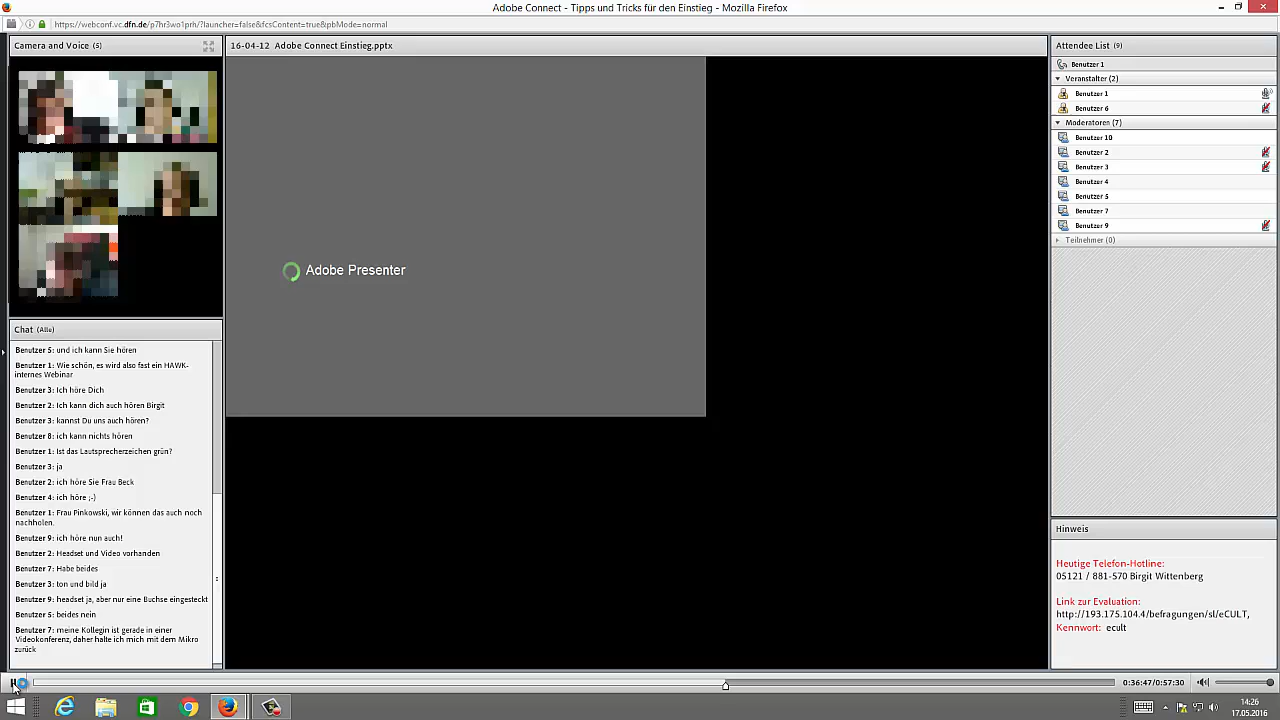 Adobe Connect - Tipps und Tricks für den Einstieg - Mozilla Firefox
https://webconf.vc.dfn.de/p7hr3wo1prh/?launcher=false&fcsContent=true&pbMode=normal
Camera and Voice (5)
16-04-12 Adobe Connect Einstieg.pptx
Adobe Presenter
Attendee List (9)
Benutzer 1
Veranstalter (2)
Benutzer 1
Benutzer 6
Moderatoren (7)
Benutzer 10
Benutzer 2
Benutzer 3
Benutzer 4
Benutzer 5
Benutzer 7
Benutzer 9
Teilnehmer (0)
Chat (Alle)
Benutzer 5: und ich kann Sie hören
Benutzer 1: Wie schön, es wird also fast ein HAWK-
internes Webinar
Benutzer 3: Ich höre Dich
Benutzer 2: Ich kann dich auch hören Birgit
Benutzer 3: kannst Du uns auch hören?
Benutzer 8: ich kann nichts hören
Benutzer 1: Ist das Lautsprecherzeichen grün?
Benutzer 3: ja
Benutzer 2: ich höre Sie Frau Beck
Benutzer 4: ich höre ;-)
Benutzer 1: Frau Pinkowski, wir können das auch noch
nachholen.
Benutzer 9: ich höre nun auch!
Benutzer 2: Headset und Video vorhanden
Benutzer 7: Habe beides
Benutzer 3: ton und bild ja
Benutzer 9: headset ja, aber nur eine Buchse eingesteckt
Benutzer 5: beides nein
Benutzer 7: meine Kollegin ist gerade in einer
Videokonferenz, daher halte ich mich mit dem Mikro
zurück
Hinweis
Heutige Telefon-Hotline:
05121 / 881-570 Birgit Wittenberg
Link zur Evaluation:
http://193.175.104.4/befragungen/sl/eCULT,
Kennwort: ecult
0:36:47/0:57:30
14:26
17.05.2016